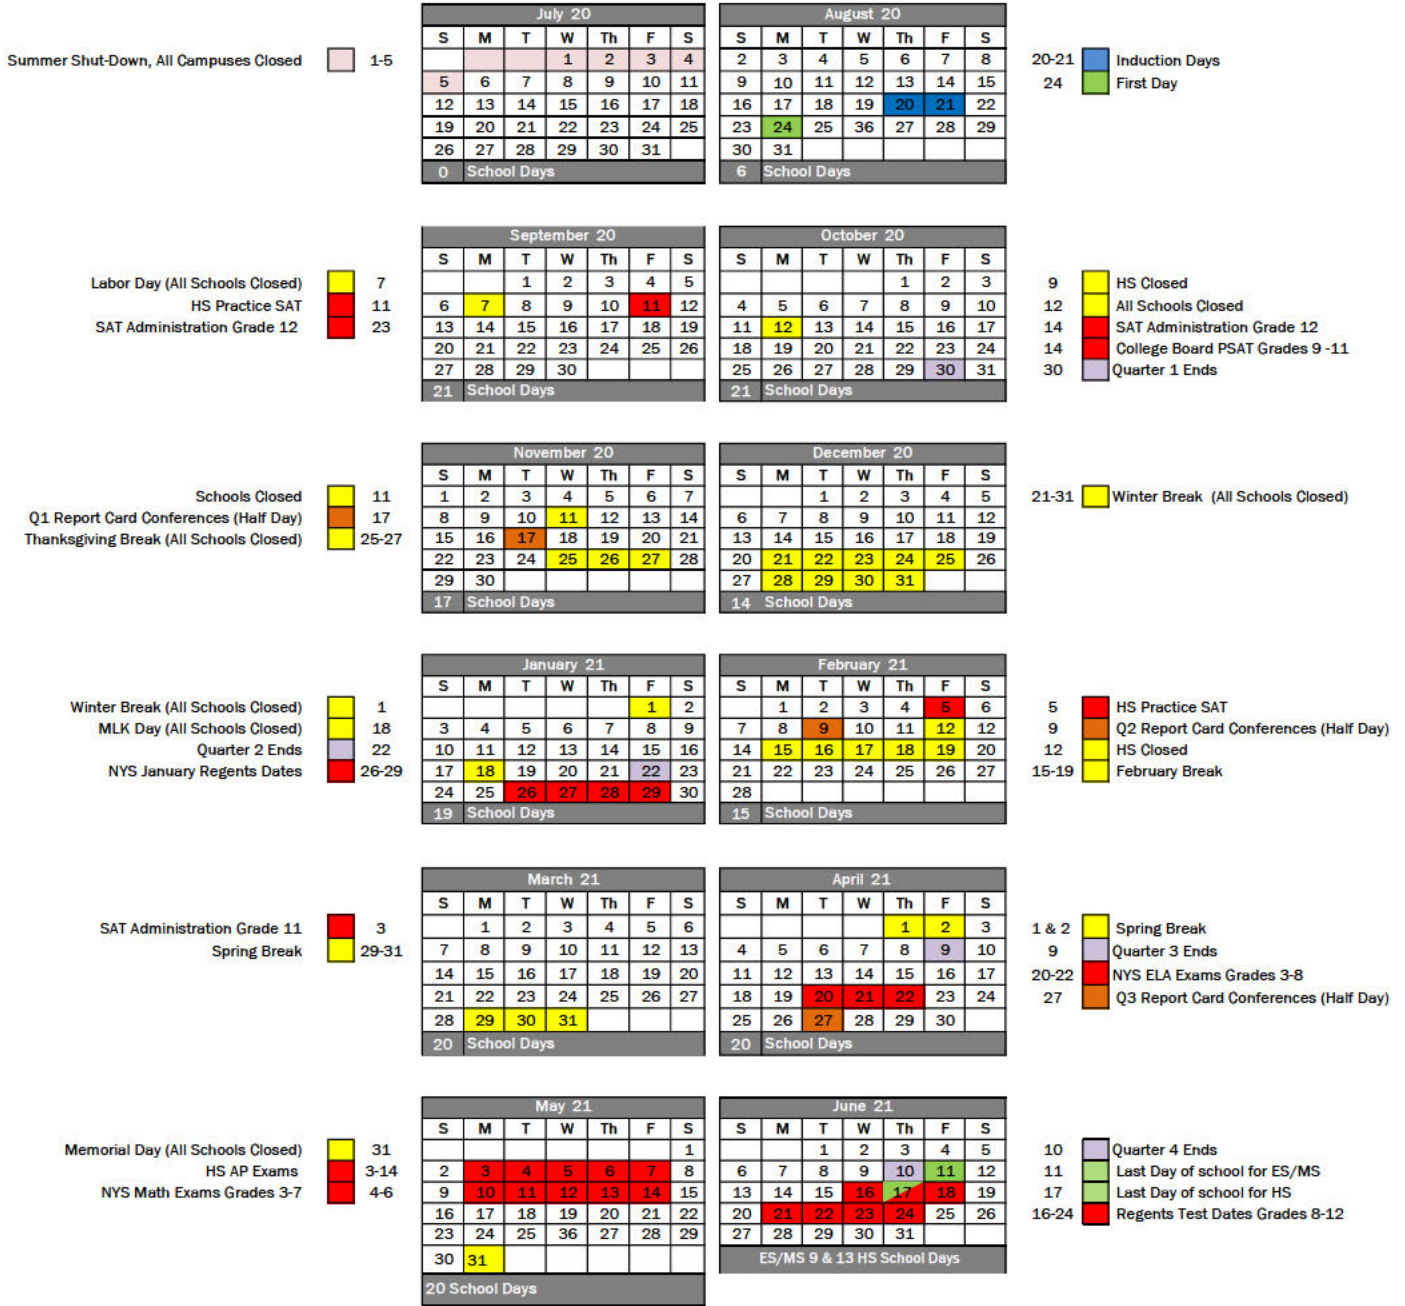 July 20
S M T W Th F S
Summer Shut-Down, All Campuses Closed 1-5
1 2 3 4
5 6 7 8 9 10 11
12 13 14 15 16 17 18
19 20 21 22 23 24 25
26 27 28 29 30 31
0 School Days
August 20
S M T W Th F S
2 3 4 5 6 7 8
9 10 11 12 13 14 15
16 17 18 19 20 21 22
23 24 25 36 27 28 29
30 31
6 School Days
20-21 Induction Days
24 First Day
September 20
S M T W Th F S
1 2 3 4 5
6 7 8 9 10 11 12
13 14 15 16 17 18 19
20 21 22 23 24 25 26
27 28 29 30
21 School Days
Labor Day (All Schools Closed) 7
HS Practice SAT 11
SAT Administration Grade 12 23
October 20
S M T W Th F S
1 2 3
4 5 6 7 8 9 10
11 12 13 14 15 16 17
18 19 20 21 22 23 24
25 26 27 28 29 30 31
21 School Days
9 HS Closed
12 All Schools Closed
14 SAT Administration Grade 12
14 College Board PSAT Grades 9 -11
30 Quarter 1 Ends
November 20
S M T W Th F S
1 2 3 4 5 6 7
8 9 10 11 12 13 14
15 16 17 18 19 20 21
22 23 24 25 26 27 28
29 30
17 School Days
Schools Closed 11
Q1 Report Card Conferences (Half Day) 17
Thanksgiving Break (All Schools Closed) 25-27
December 20
S M T W Th F S
1 2 3 4 5
6 7 8 9 10 11 12
13 14 15 16 17 18 19
20 21 22 23 24 25 26
27 28 29 30 31
14 School Days
21-31 Winter Break (All Schools Closed)
January 21
S M T W Th F S
1 2
3 4 5 6 7 8 9
10 11 12 13 14 15 16
17 18 19 20 21 22 23
24 25 26 27 28 29 30
19 School Days
Winter Break (All Schools Closed) 1
MLK Day (All Schools Closed) 18
Quarter 2 Ends 22
NYS January Regents Dates 26-29
February 21
S M T W Th F S
1 2 3 4 5 6
7 8 9 10 11 12 12
14 15 16 17 18 19 20
21 22 23 24 25 26 27
28
15 School Days
5 HS Practice SAT
9 Q2 Report Card Conferences (Half Day)
12 HS Closed
15-19 February Break
March 21
S M T W Th F S
1 2 3 4 5 6
7 8 9 10 11 12 13
14 15 16 17 18 19 20
21 22 23 24 25 26 27
28 29 30 31
20 School Days
SAT Administration Grade 11 3
Spring Break 29-31
April 21
S M T W Th F S
1 2 3
4 5 6 7 8 9 10
11 12 13 14 15 16 17
18 19 20 21 22 23 24
25 26 27 28 29 30
20 School Days
1 & 2 Spring Break
9 Quarter 3 Ends
20-22 NYS ELA Exams Grades 3-8
27 Q3 Report Card Conferences (Half Day)
May 21
S M T W Th F S
1
2 3 4 5 6 7 8
9 10 11 12 13 14 15
16 17 18 19 20 21 22
23 24 25 36 27 28 29
30 31
20 School Days
Memorial Day (All Schools Closed) 31
HS AP Exams 3-14
NYS Math Exams Grades 3-7 4-6
June 21
S M T W Th F S
1 2 3 4 5
6 7 8 9 10 11 12
13 14 15 16 17 18 19
20 21 22 23 24 25 26
27 28 29 30 31
ES/MS 9 & 13 HS School Days
10 Quarter 4 Ends
11 Last Day of school for ES/MS
17 Last Day of school for HS
16-24 Regents Test Dates Grades 8-12